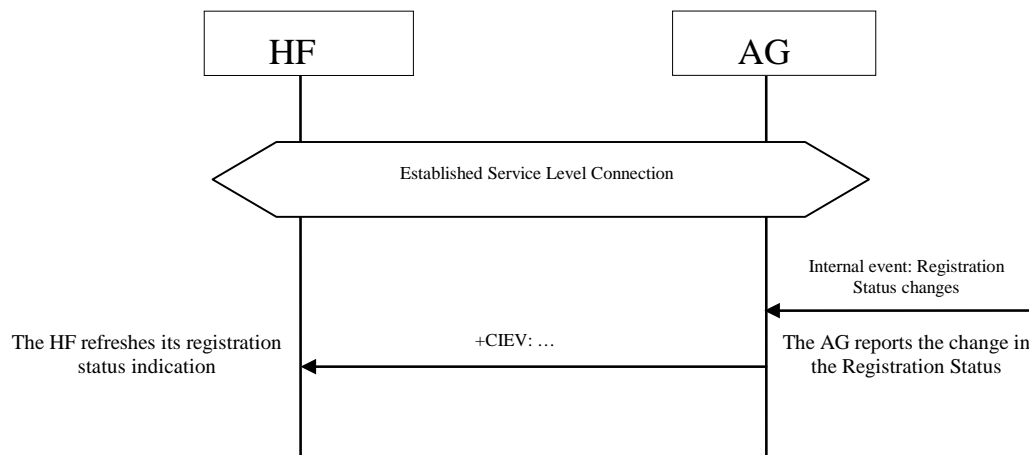 HF
AG
Established Service Level Connection
Internal event: Registration
Status changes
The HF refreshes its registration
status indication
+CIEV: …
The AG reports the change in
the Registration Status